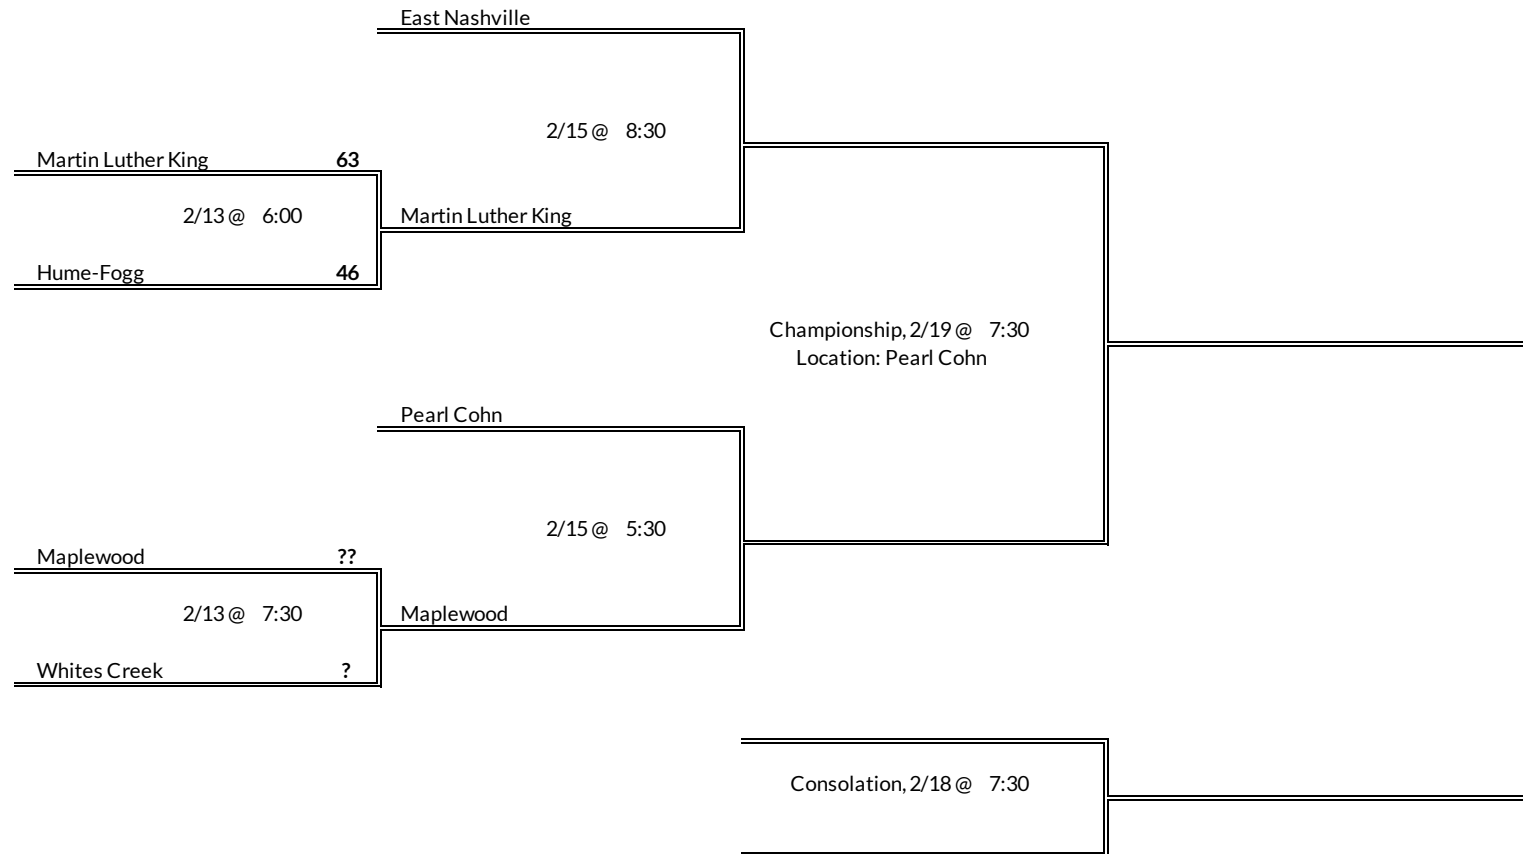 East Nashville
2/15 @ 8:30
Martin Luther King 63
2/13 @ 6:00
Martin Luther King
Hume-Fogg 46
Championship, 2/19 @ 7:30
Location: Pearl Cohn
Pearl Cohn
2/15 @ 5:30
Maplewood ??
2/13 @ 7:30
Maplewood
Whites Creek ?
Consolation, 2/18 @ 7:30